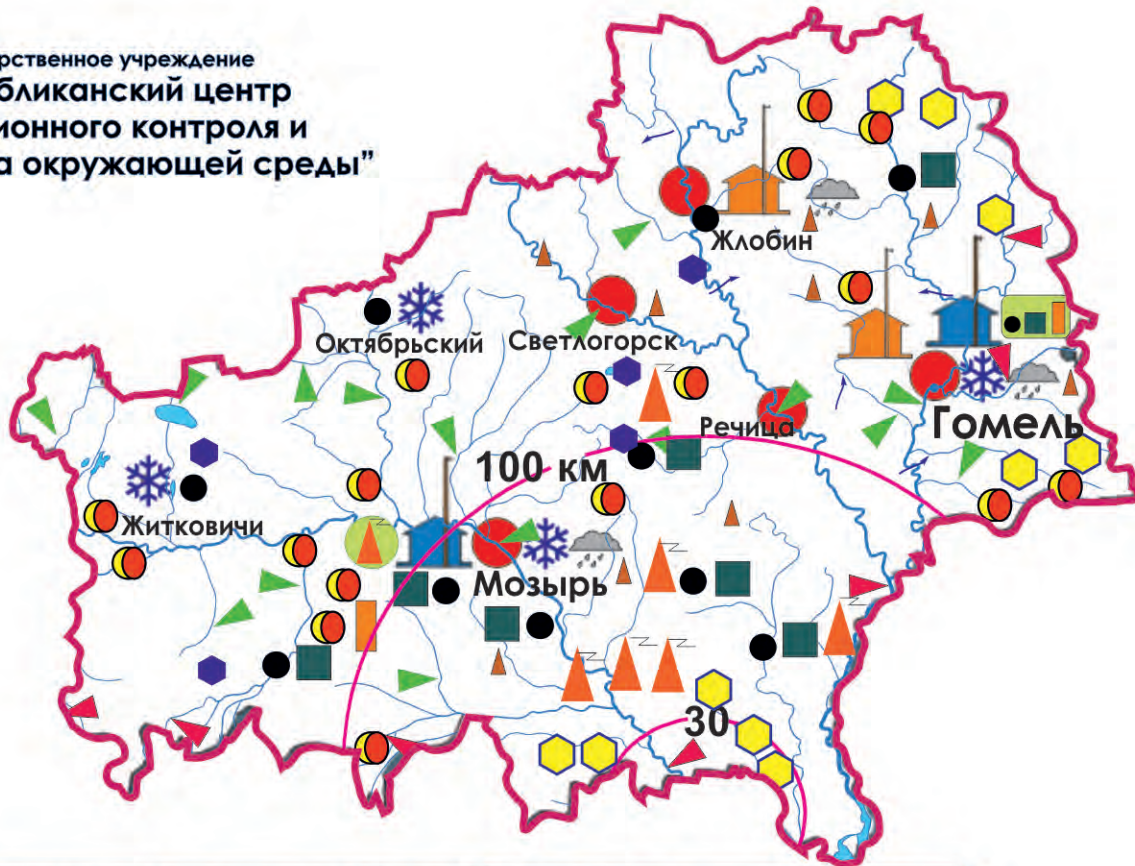 рственное учреждение
бликанский центр
ионного контроля и
а окружающей среды”
Жлобин
Октябрьский
Светлогорск
Гомель
Речица
100 км
Житковичи
Мозырь
30